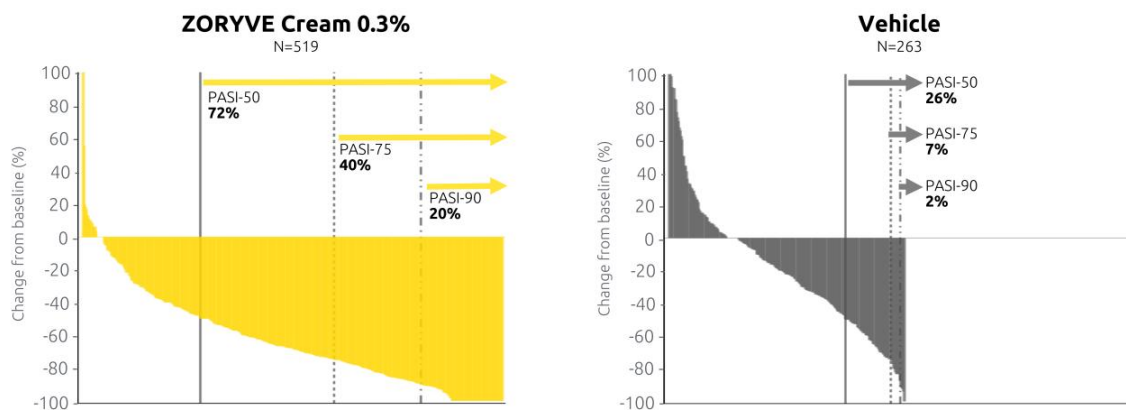 ZORYVE Cream 0.3%
N=519
Change from baseline (%)
100
80
60
40
20
0
-20
-40
-60
-80
-100
PASI-50
72%
PASI-75
40%
PASI-90
20%
Vehicle
N=263
Change from baseline (%)
100
80
60
40
20
0
-20
-40
-60
-80
-100
PASI-50
26%
PASI-75
7%
PASI-90
2%